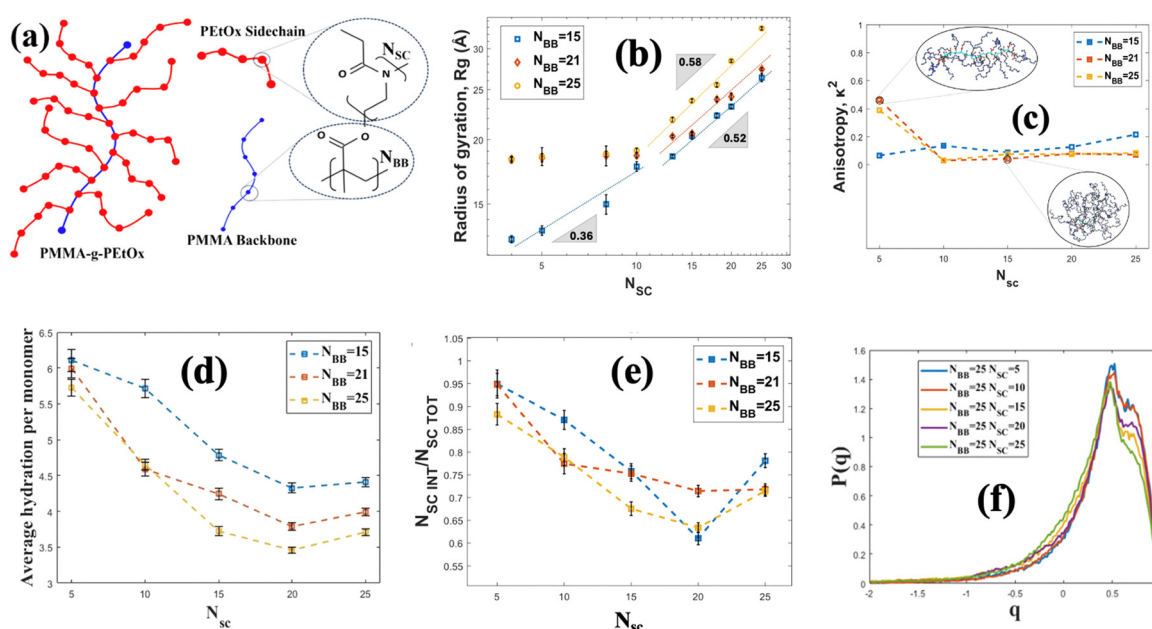 (a)
PEtOx Sidechain
O
N
N_SC
O
O
N_BB
PMMA-g-PEtOx
PMMA Backbone
(b)
Radius of gyration, Rg (Å)
30
25
20
15
N_BB=15
N_BB=21
N_BB=25
0.58
0.52
0.36
5
10
15
20
25
30
N_SC
(c)
Anisotropy, κ²
1
0.8
0.6
0.4
0.2
0
N_BB=15
N_BB=21
N_BB=25
5
10
15
20
25
N_sc
(d)
Average hydration per monomer
6.5
6
5.5
5
4.5
4
3.5
3
N_BB=15
N_BB=21
N_BB=25
5
10
15
20
25
N_sc
(e)
N_SC INT/N_SC TOT
1.05
1
0.95
0.9
0.85
0.8
0.75
0.7
0.65
0.6
0.55
N_BB=15
N_BB=21
N_BB=25
5
10
15
20
25
N_sc
(f)
P(q)
1.6
1.4
1.2
1
0.8
0.6
0.4
0.2
0
N_BB=25 N_SC=5
N_BB=25 N_SC=10
N_BB=25 N_SC=15
N_BB=25 N_SC=20
N_BB=25 N_SC=25
-2
-1.5
-1
-0.5
0
0.5
q